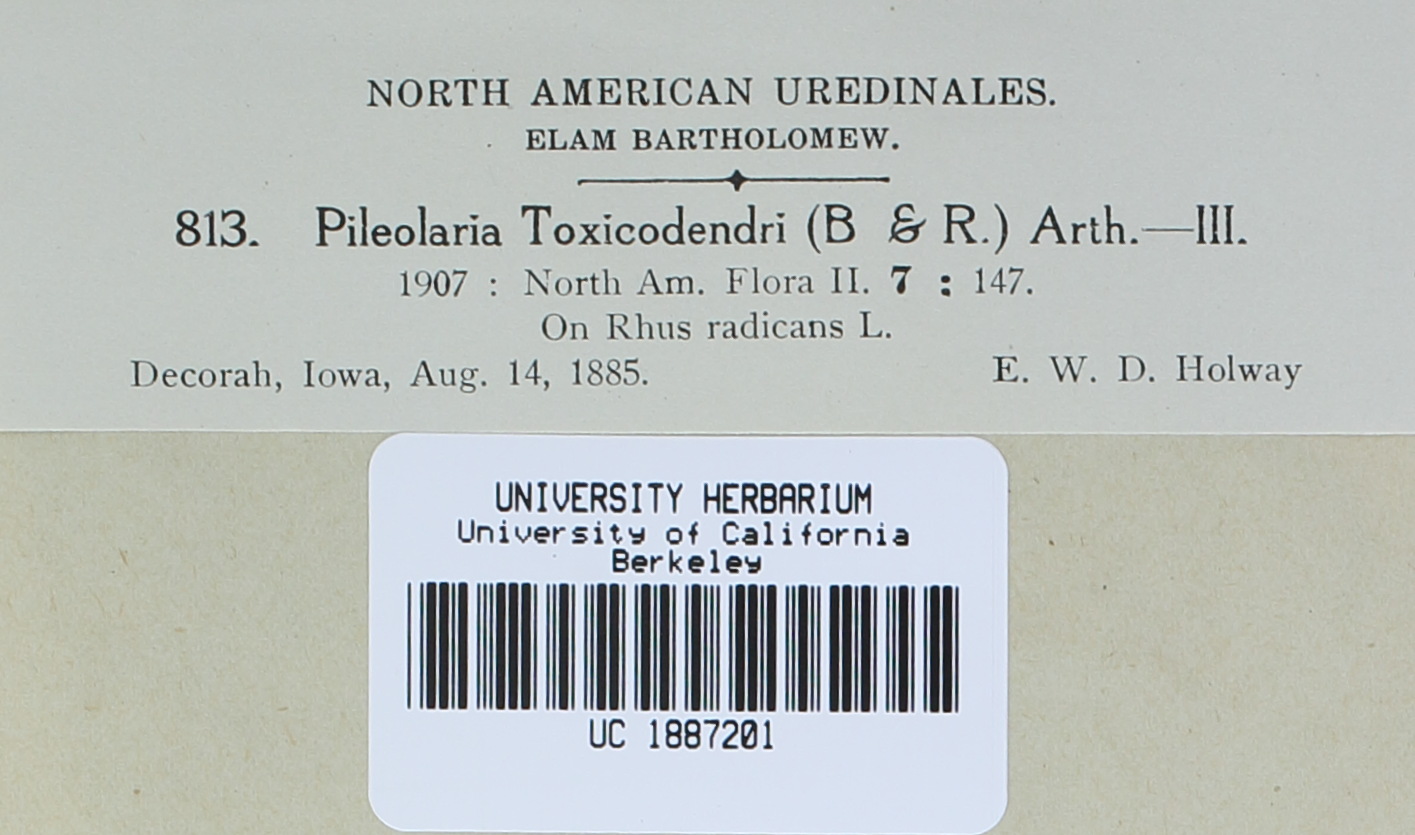 NORTH AMERICAN UREDINALES.
ELAM BARTHOLOMEW.
813. Pileolaria Toxicodendri (B & R.) Arth.—III.
1907 : North Am. Flora II. 7 : 147.
On Rhus radicans L.
Decorah, Iowa, Aug. 14, 1885. E. W. D. Holway
UNIVERSITY HERBARIUM
University of California
Berkeley
UC 1887201